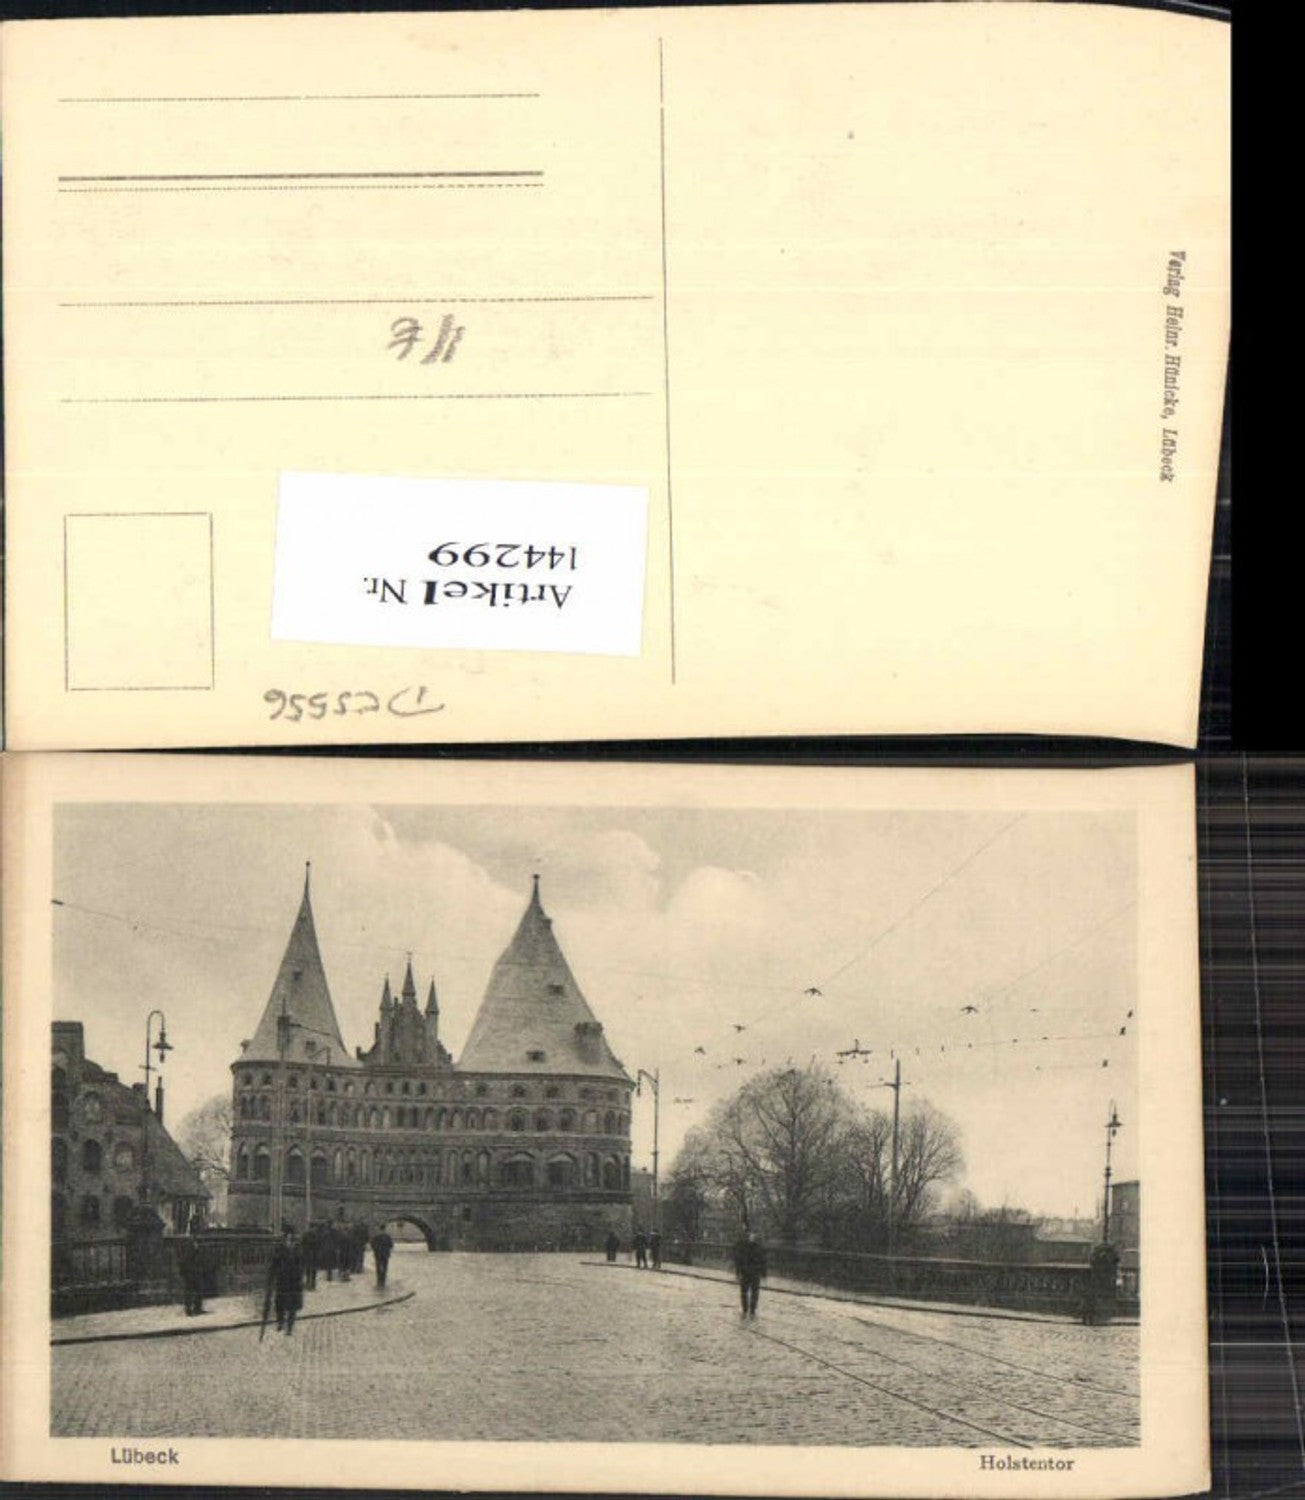 Verlag Heinr. Hünicke, Lübeck
Artikel Nr.
144299
Lübeck
Holstentor